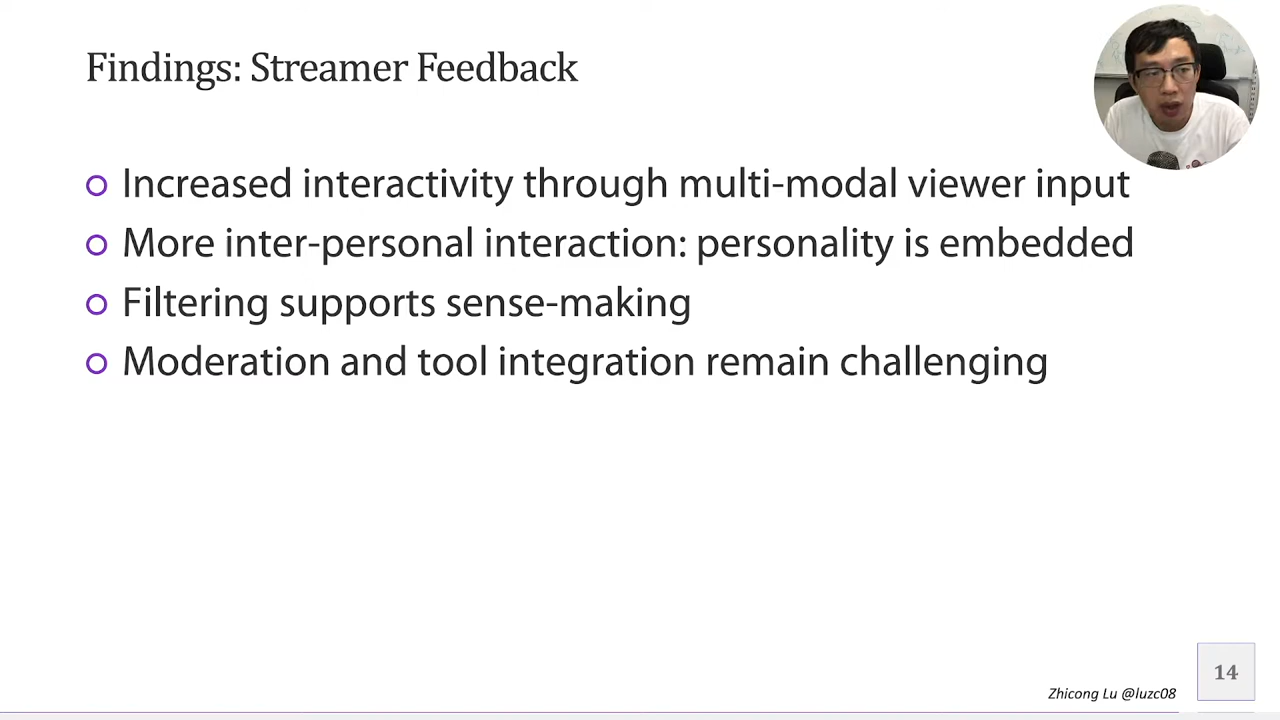 Findings: Streamer Feedback
Increased interactivity through multi-modal viewer input
More inter-personal interaction: personality is embedded
Filtering supports sense-making
Moderation and tool integration remain challenging
Zhicong Lu @luzc08
14